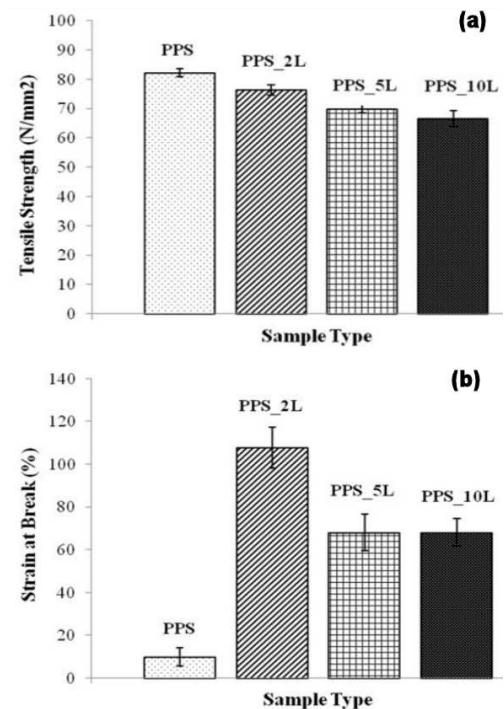 (a)
100
90
80
70
60
50
40
30
20
10
0
Tensile Strength (N/mm2)
PPS
PPS_2L
PPS_5L
PPS_10L
Sample Type
(b)
140
120
100
80
60
40
20
0
Strain at Break (%)
PPS
PPS_2L
PPS_5L
PPS_10L
Sample Type